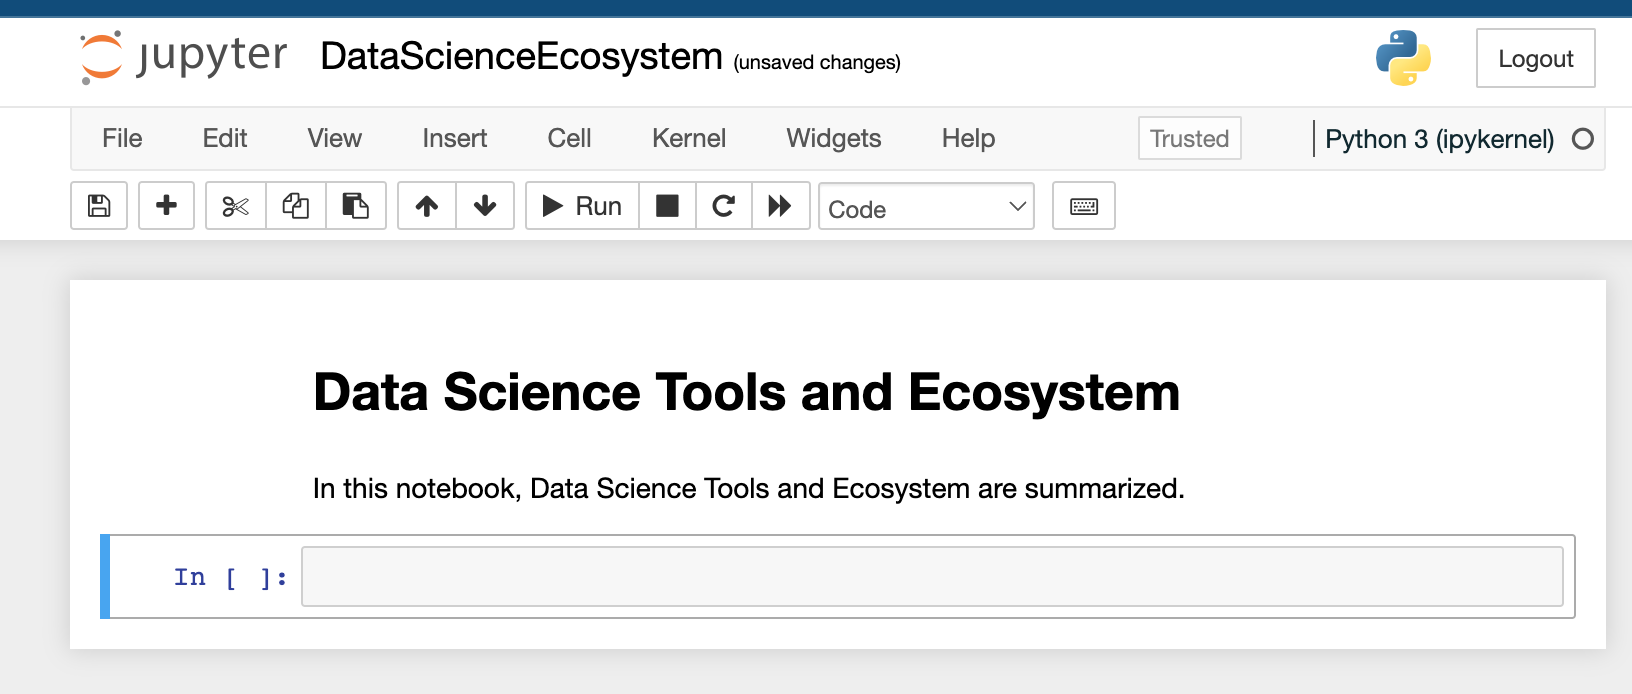 jupyter DataScienceEcosystem (unsaved changes) Logout
File Edit View Insert Cell Kernel Widgets Help Trusted Python 3 (ipykernel)
Run Code
Data Science Tools and Ecosystem
In this notebook, Data Science Tools and Ecosystem are summarized.
In [ ]: